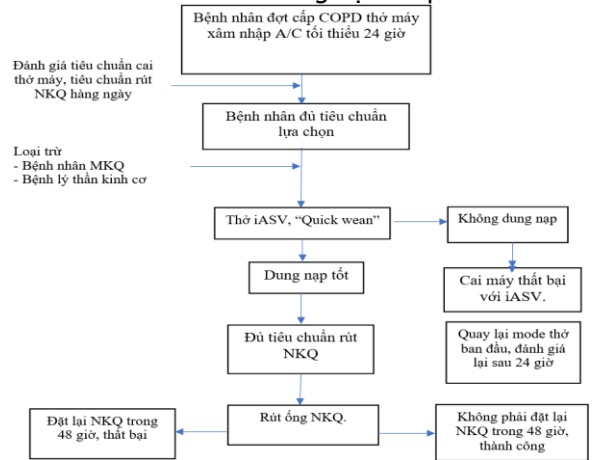 Bệnh nhân đợt cấp COPD thở máy
xâm nhập A/C tối thiểu 24 giờ
Đánh giá tiêu chuẩn cai
thở máy, tiêu chuẩn rút
NKQ hàng ngày
Bệnh nhân đủ tiêu chuẩn
lựa chọn
Loại trừ
- Bệnh nhân MKQ
- Bệnh lý thần kinh cơ
Thở iASV, “Quick wean”
Không dung nạp
Dung nạp tốt
Cai máy thất bại
với iASV.
Đủ tiêu chuẩn rút
NKQ
Quay lại mode thở
ban đầu, đánh giá
lại sau 24 giờ
Đặt lại NKQ trong
48 giờ, thất bại
Rút ống NKQ.
Không phải đặt lại
NKQ trong 48 giờ,
thành công